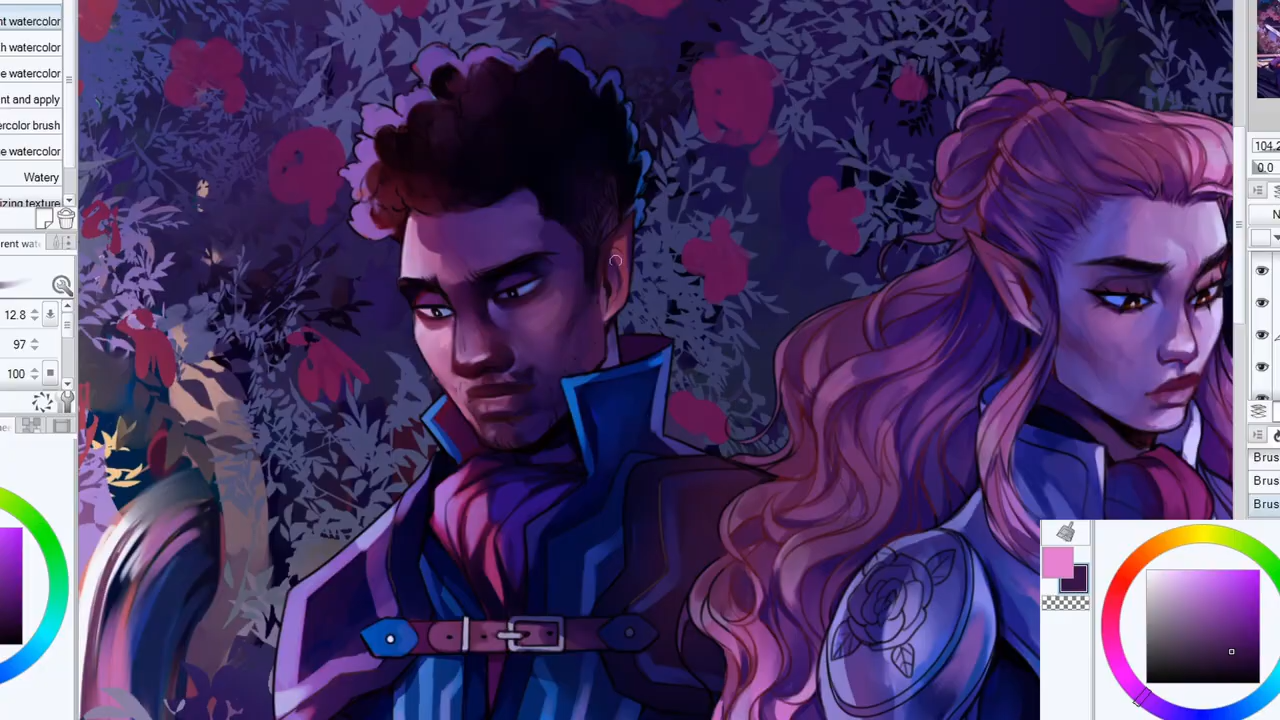 nt watercolor
h watercolor
e watercolor
nt and apply
ercolor brush
e watercolor
Watery
izing texture
rent wat
12.8
97
100
104.2
0.0
N
Brus
Brus
Brus